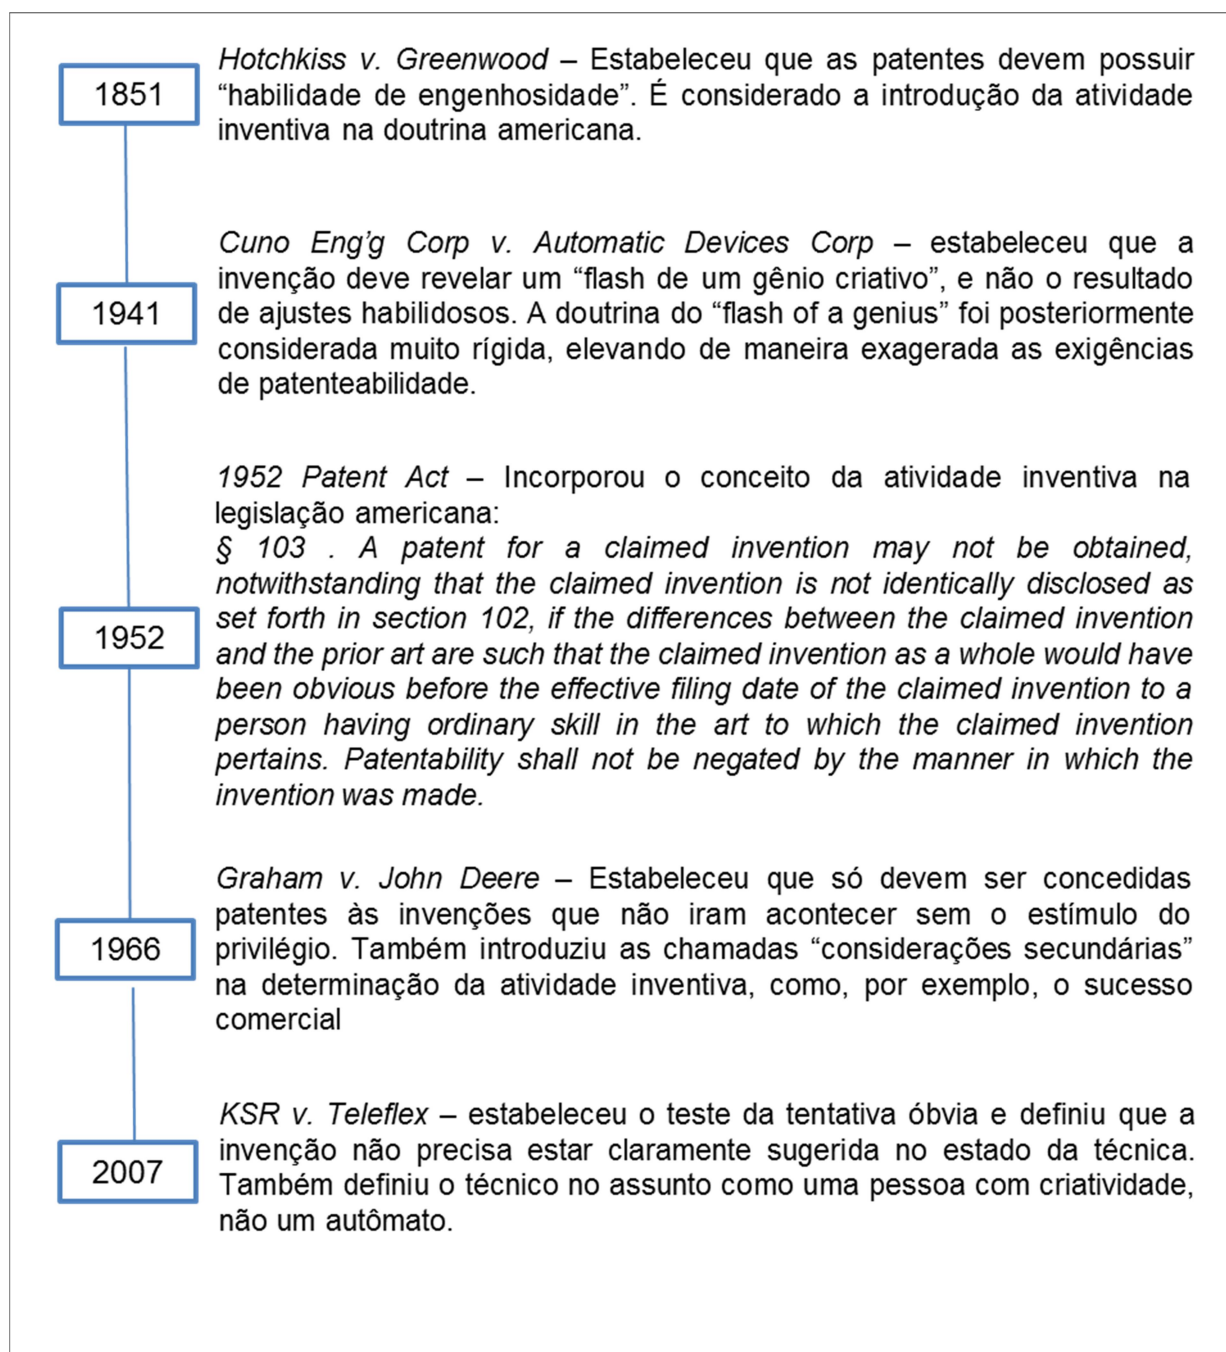 1851
Hotchkiss v. Greenwood – Estabeleceu que as patentes devem possuir
“habilidade de engenhosidade”. É considerado a introdução da atividade
inventiva na doutrina americana.
1941
Cuno Eng’g Corp v. Automatic Devices Corp – estabeleceu que a
invenção deve revelar um “flash de um gênio criativo”, e não o resultado
de ajustes habilidosos. A doutrina do “flash of a genius” foi posteriormente
considerada muito rígida, elevando de maneira exagerada as exigências
de patenteabilidade.
1952
1952 Patent Act – Incorporou o conceito da atividade inventiva na
legislação americana:
§ 103 . A patent for a claimed invention may not be obtained,
notwithstanding that the claimed invention is not identically disclosed as
set forth in section 102, if the differences between the claimed invention
and the prior art are such that the claimed invention as a whole would have
been obvious before the effective filing date of the claimed invention to a
person having ordinary skill in the art to which the claimed invention
pertains. Patentability shall not be negated by the manner in which the
invention was made.
1966
Graham v. John Deere – Estabeleceu que só devem ser concedidas
patentes às invenções que não iram acontecer sem o estímulo do
privilégio. Também introduziu as chamadas “considerações secundárias”
na determinação da atividade inventiva, como, por exemplo, o sucesso
comercial
2007
KSR v. Teleflex – estabeleceu o teste da tentativa óbvia e definiu que a
invenção não precisa estar claramente sugerida no estado da técnica.
Também definiu o técnico no assunto como uma pessoa com criatividade,
não um autômato.